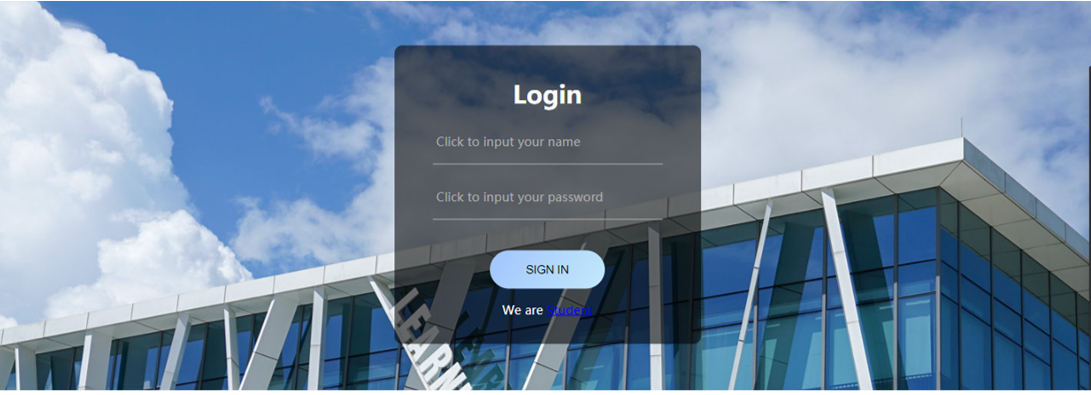 Login
Click to input your name
Click to input your password
SIGN IN
We are Student
LEARN